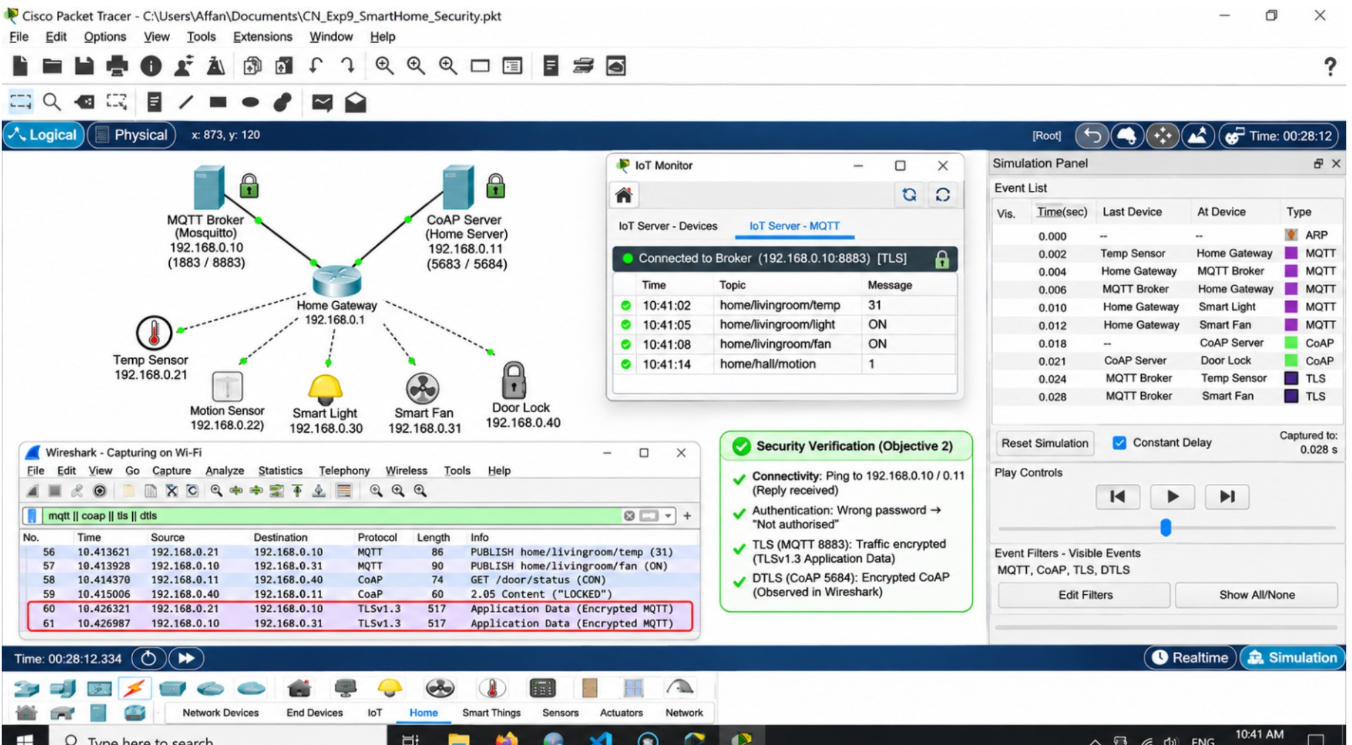 Cisco Packet Tracer - C:\Users\Affan\Documents\CN_Exp9_SmartHome_Security.pkt
File Edit Options View Tools Extensions Window Help
?
Logical Physical x: 873, y: 120 [Root] Time: 00:28:12
MQTT Broker
(Mosquitto)
192.168.0.10
(1883 / 8883)
CoAP Server
(Home Server)
192.168.0.11
(5683 / 5684)
Home Gateway
192.168.0.1
Temp Sensor
192.168.0.21
Motion Sensor
192.168.0.22)
Smart Light
192.168.0.30
Smart Fan
192.168.0.31
Door Lock
192.168.0.40
IoT Monitor
IoT Server - Devices IoT Server - MQTT
Connected to Broker (192.168.0.10:8883) [TLS]
Time Topic Message
10:41:02 home/livingroom/temp 31
10:41:05 home/livingroom/light ON
10:41:08 home/livingroom/fan ON
10:41:14 home/hall/motion 1
Simulation Panel
Event List
Vis. Time(sec) Last Device At Device Type
0.000 -- -- ARP
0.002 Temp Sensor Home Gateway MQTT
0.004 Home Gateway MQTT Broker MQTT
0.006 MQTT Broker Home Gateway MQTT
0.010 Home Gateway Smart Light MQTT
0.012 Home Gateway Smart Fan MQTT
0.018 -- CoAP Server CoAP
0.021 CoAP Server Door Lock CoAP
0.024 MQTT Broker Temp Sensor TLS
0.028 MQTT Broker Smart Fan TLS
Reset Simulation Constant Delay Captured to:
0.028 s
Play Controls
Event Filters - Visible Events
MQTT, CoAP, TLS, DTLS
Edit Filters Show All/None
Wireshark - Capturing on Wi-Fi
File Edit View Go Capture Analyze Statistics Telephony Wireless Tools Help
mqtt || coap || tls || dtls
+
No. Time Source Destination Protocol Length Info
56 10.413621 192.168.0.21 192.168.0.10 MQTT 86 PUBLISH home/livingroom/temp (31)
57 10.413928 192.168.0.10 192.168.0.31 MQTT 90 PUBLISH home/livingroom/fan (ON)
58 10.414370 192.168.0.11 192.168.0.40 CoAP 74 GET /door/status (CON)
59 10.415006 192.168.0.40 192.168.0.11 CoaP 60 2.05 Content ("LOCKED")
60 10.426321 192.168.0.21 192.168.0.10 TLSv1.3 517 Application Data (Encrypted MQTT)
61 10.426987 192.168.0.10 192.168.0.31 TLSv1.3 517 Application Data (Encrypted MQTT)
Security Verification (Objective 2)
Connectivity: Ping to 192.168.0.10 / 0.11
(Reply received)
Authentication: Wrong password →
"Not authorised"
TLS (MQTT 8883): Traffic encrypted
(TLSv1.3 Application Data)
DTLS (CoAP 5684): Encrypted CoAP
(Observed in Wireshark)
Time: 00:28:12.334 Realtime Simulation
Network Devices End Devices IoT Home Smart Things Sensors Actuators Network
Type here to search ENG 10:41 AM